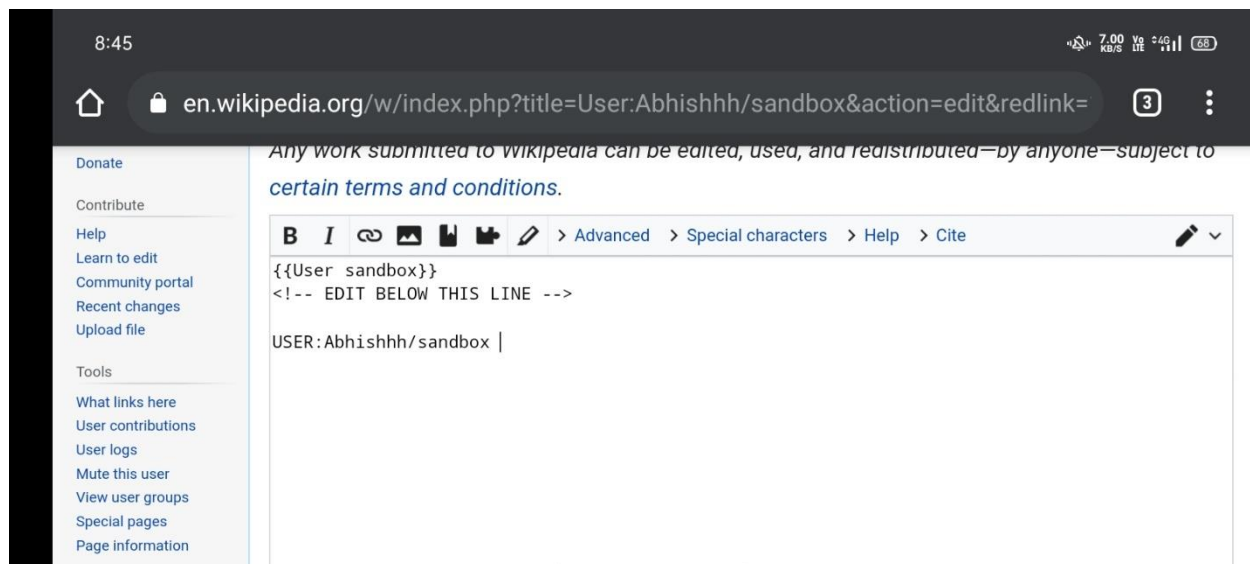 8:45
7.00 KB/S Vo LTE 4G 68
en.wikipedia.org/w/index.php?title=User:Abhishhh/sandbox&action=edit&redlink=
3
Any work submitted to Wikipedia can be edited, used, and redistributed—by anyone—subject to
certain terms and conditions.
Donate
Contribute
Help
Learn to edit
Community portal
Recent changes
Upload file
Tools
What links here
User contributions
User logs
Mute this user
View user groups
Special pages
Page information
B I > Advanced > Special characters > Help > Cite
{{User sandbox}}
<!-- EDIT BELOW THIS LINE -->
USER:Abhishhh/sandbox